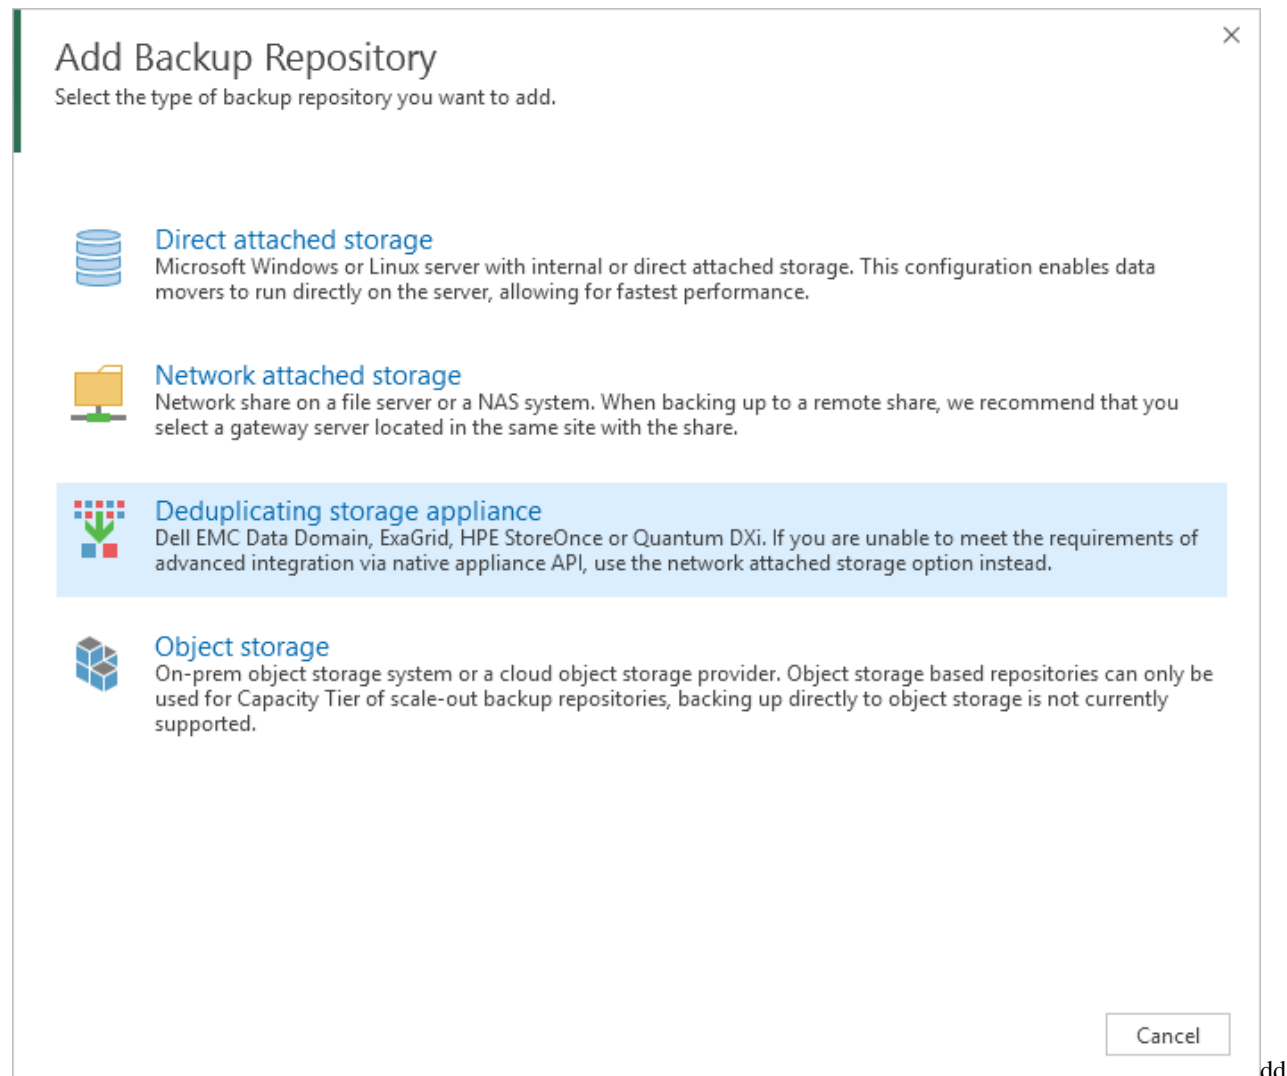 Add Backup Repository
Select the type of backup repository you want to add.
Direct attached storage
Microsoft Windows or Linux server with internal or direct attached storage. This configuration enables data
movers to run directly on the server, allowing for fastest performance.
Network attached storage
Network share on a file server or a NAS system. When backing up to a remote share, we recommend that you
select a gateway server located in the same site with the share.
Deduplicating storage appliance
Dell EMC Data Domain, ExaGrid, HPE StoreOnce or Quantum DXi. If you are unable to meet the requirements of
advanced integration via native appliance API, use the network attached storage option instead.
Object storage
On-prem object storage system or a cloud object storage provider. Object storage based repositories can only be
used for Capacity Tier of scale-out backup repositories, backing up directly to object storage is not currently
supported.
Cancel
dd